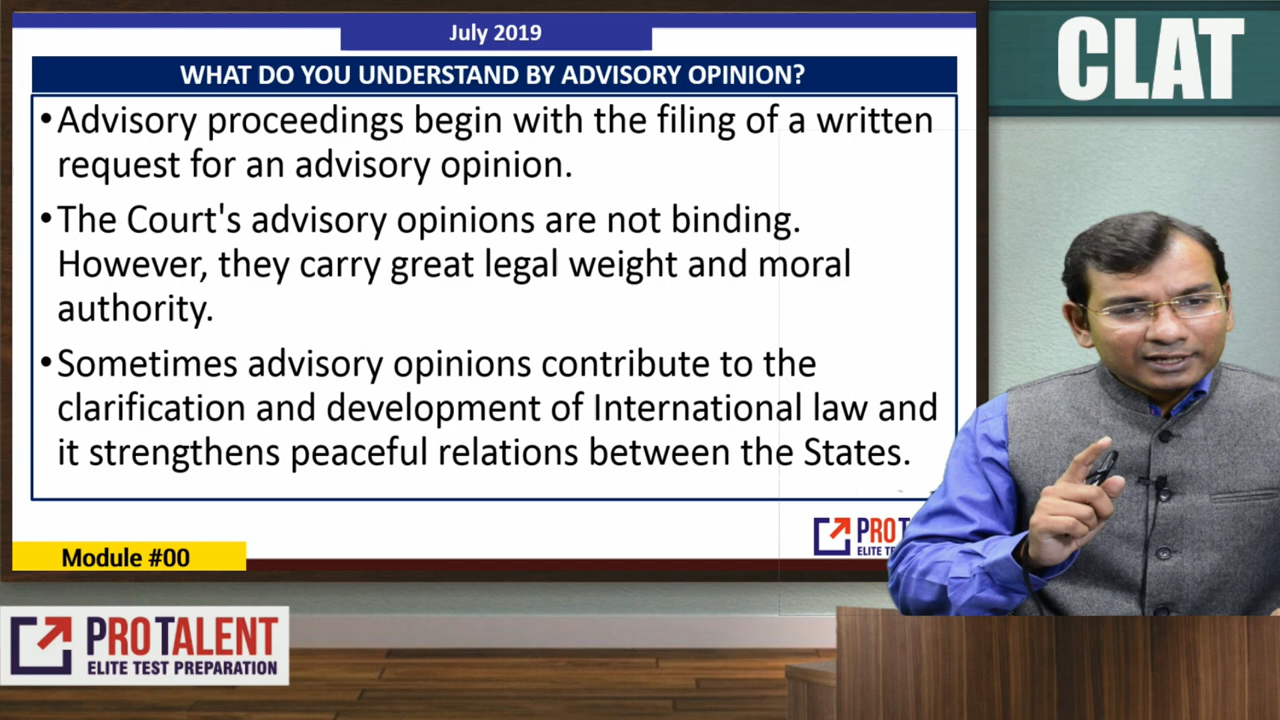 July 2019
CLAT
WHAT DO YOU UNDERSTAND BY ADVISORY OPINION?
•Advisory proceedings begin with the filing of a written
request for an advisory opinion.
•The Court's advisory opinions are not binding.
However, they carry great legal weight and moral
authority.
•Sometimes advisory opinions contribute to the
clarification and development of International law and
it strengthens peaceful relations between the States.
PROT
ELITE TE
Module #00
PROTALENT
ELITE TEST PREPARATION